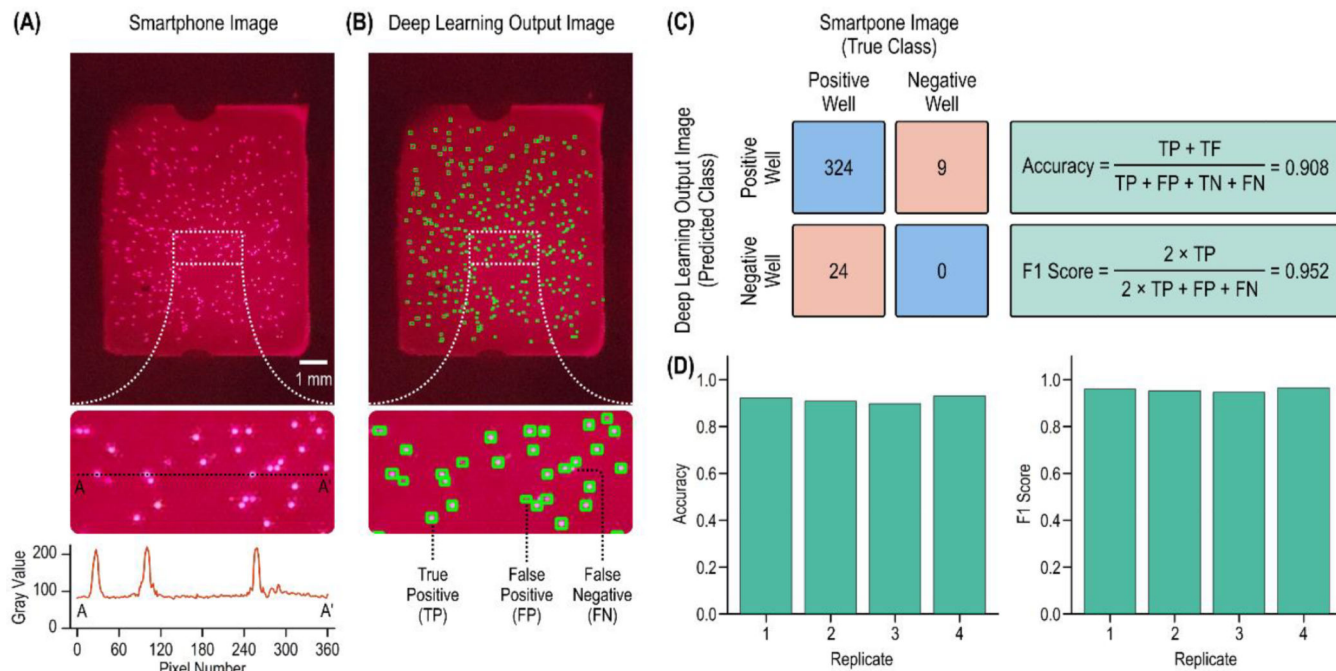 (A) Smartphone Image
1 mm
A A'
Gray Value
200
100
0
A A'
0 60 120 180 240 300 360
Pixel Number
(B) Deep Learning Output Image
True
Positive
(TP)
False
Positive
(FP)
False
Negative
(FN)
(C)
Smartpone Image
(True Class)
Positive
Well
Negative
Well
Deep Learning Output Image
(Predicted Class)
Positive
Well
324 9
Negative
Well
24 0
Accuracy = TP + TF / TP + FP + TN + FN = 0.908
F1 Score = 2 × TP / 2 × TP + FP + FN = 0.952
(D)
Accuracy
1.0
0.8
0.6
0.4
0.2
0.0
1 2 3 4
Replicate
F1 Score
1.0
0.8
0.6
0.4
0.2
0.0
1 2 3 4
Replicate